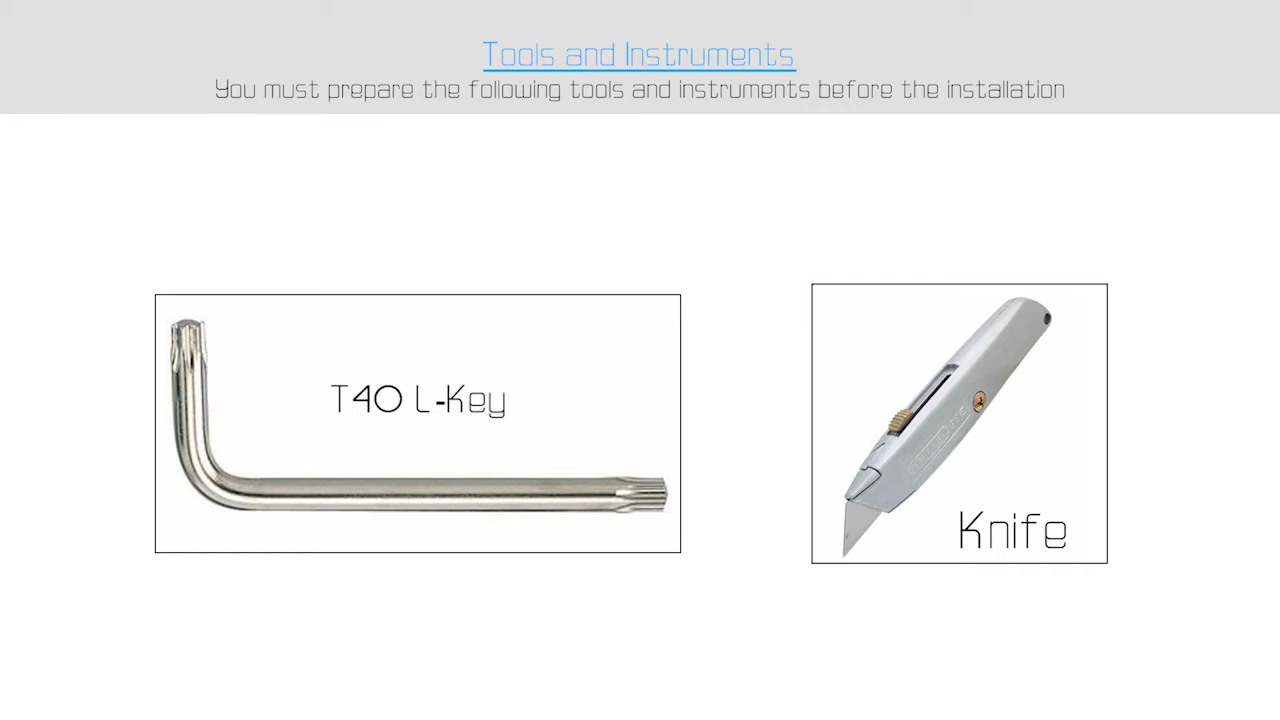 Tools and Instruments
You must prepare the following tools and instruments before the installation
T40 L-Key
Knife